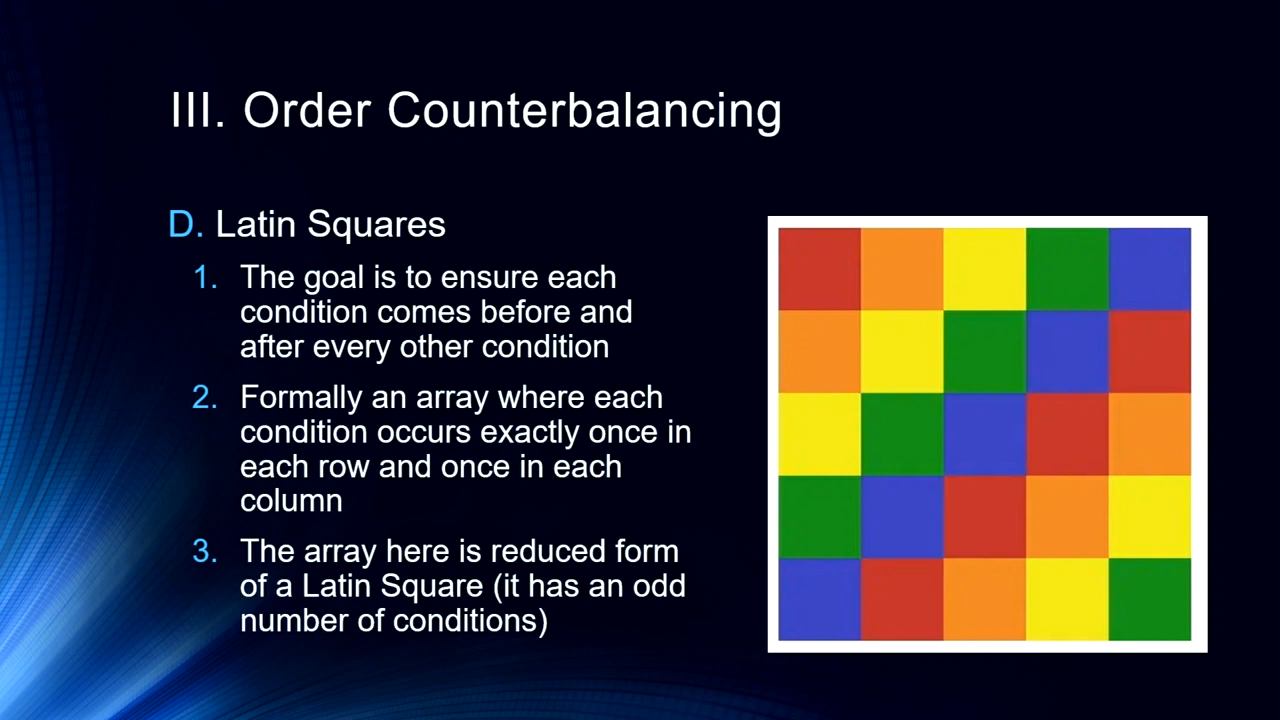 III. Order Counterbalancing
D. Latin Squares
1. The goal is to ensure each
condition comes before and
after every other condition
2. Formally an array where each
condition occurs exactly once in
each row and once in each
column
3. The array here is reduced form
of a Latin Square (it has an odd
number of conditions)